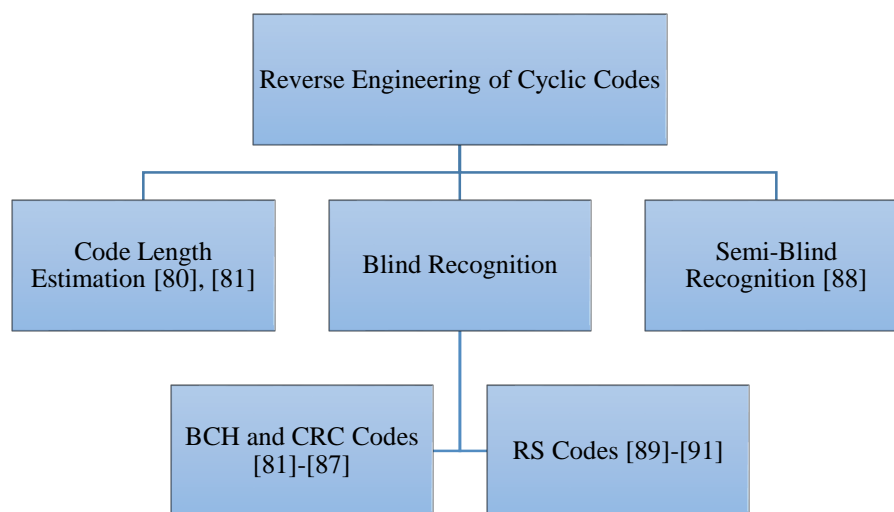 Reverse Engineering of Cyclic Codes
Code Length
Estimation [80], [81]
Blind Recognition
Semi-Blind
Recognition [88]
BCH and CRC Codes
[81]-[87]
RS Codes [89]-[91]